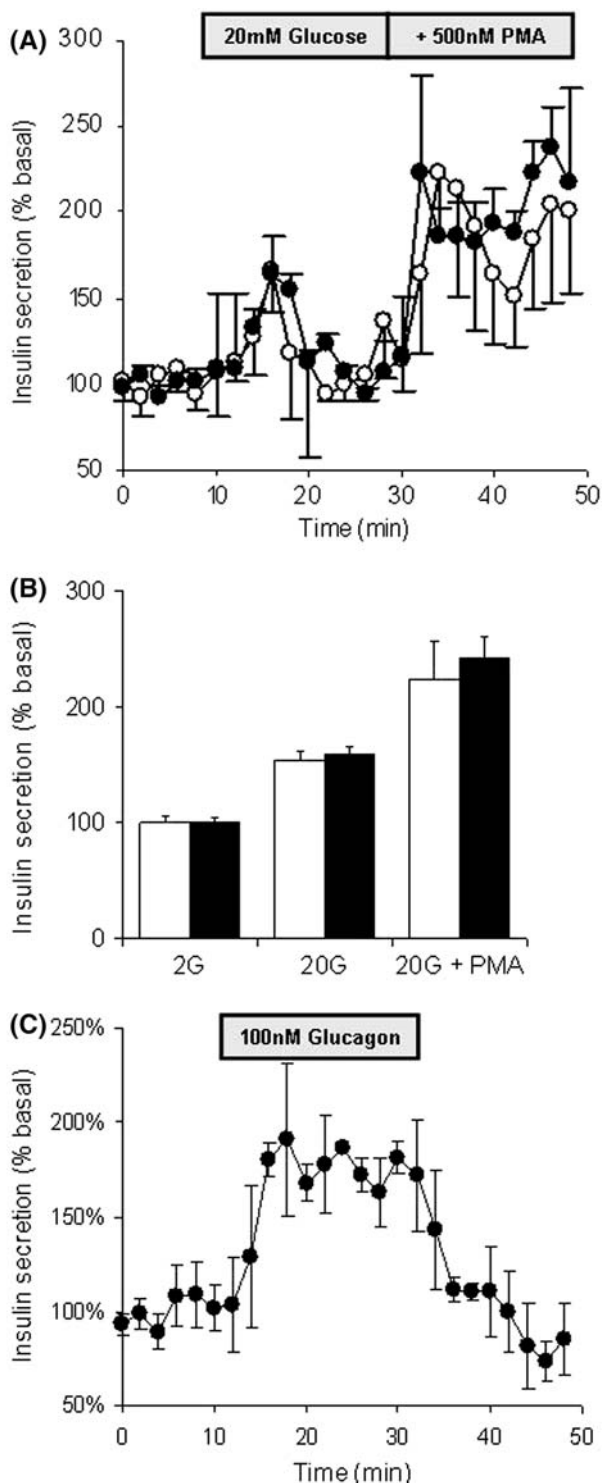 (A)
20mM Glucose
+ 500nM PMA
Insulin secretion (% basal)
300
250
200
150
100
50
0
10
20
30
40
50
Time (min)
(B)
Insulin secretion (% basal)
300
200
100
0
2G
20G
20G + PMA
(C)
100nM Glucagon
Insulin secretion (% basal)
250%
200%
150%
100%
50%
0
10
20
30
40
50
Time (min)